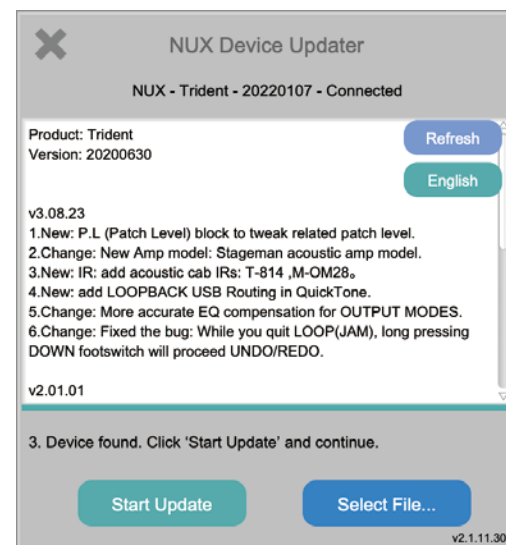 NUX Device Updater
NUX - Trident - 20220107 - Connected
Product: Trident
Version: 20200630
Refresh
English
v3.08.23
1.New: P.L (Patch Level) block to tweak related patch level.
2.Change: New Amp model: Stageman acoustic amp model.
3.New: IR: add acoustic cab IRs: T-814 ,M-OM28。
4.New: add LOOPBACK USB Routing in QuickTone.
5.Change: More accurate EQ compensation for OUTPUT MODES.
6.Change: Fixed the bug: While you quit LOOP(JAM), long pressing
DOWN footswitch will proceed UNDO/REDO.
v2.01.01
3. Device found. Click 'Start Update' and continue.
Start Update
Select File...
v2.1.11.30